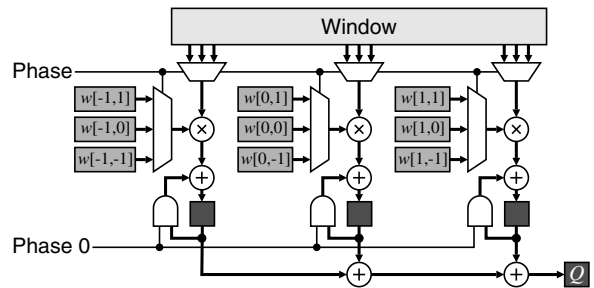 Window
Phase
w[-1,1] w[0,1] w[1,1]
w[-1,0] w[0,0] w[1,0]
× × ×
w[-1,-1] w[0,-1] w[1,-1]
+ + +
Phase 0
+ + Q